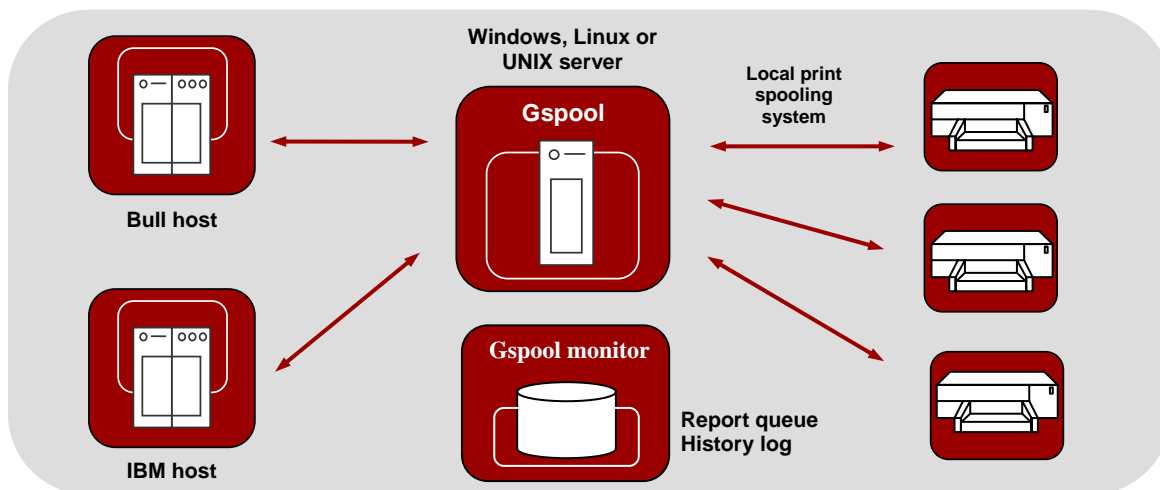 Windows, Linux or
UNIX server
Gspool
Local print
spooling
system
Bull host
Gspool monitor
Report queue
History log
IBM host